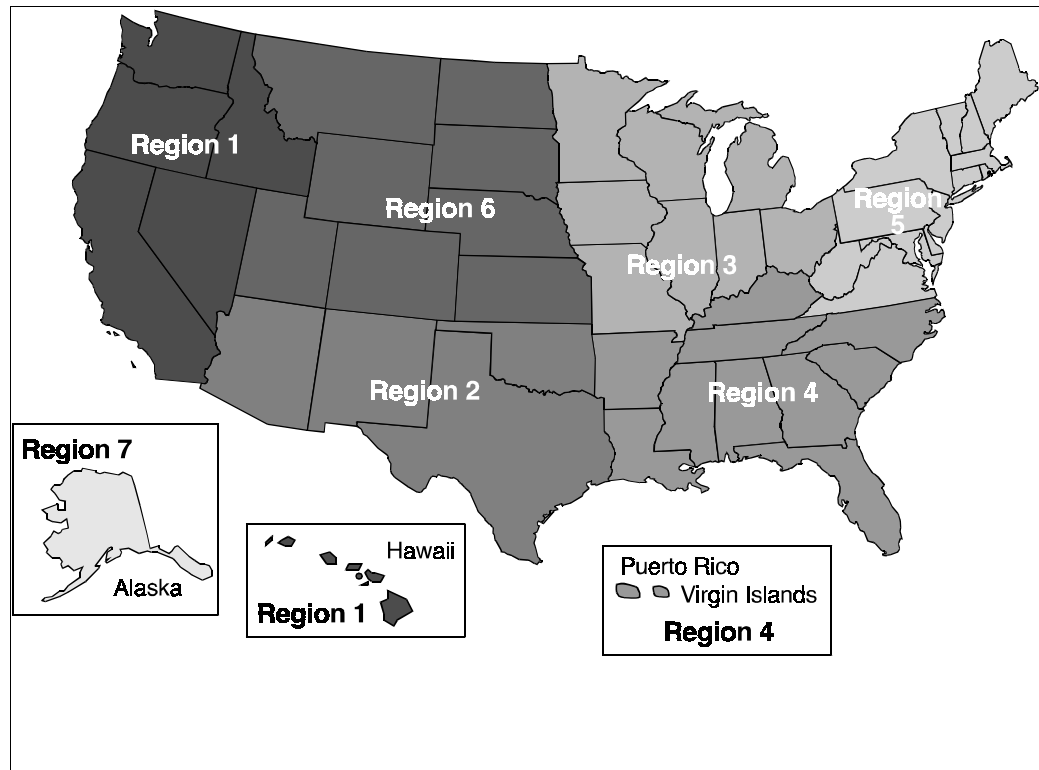 Region 1
Region 6
Region
5
Region 3
Region 2
Region 4
Region 7
Alaska
Hawaii
Region 1
Puerto Rico
Virgin Islands
Region 4